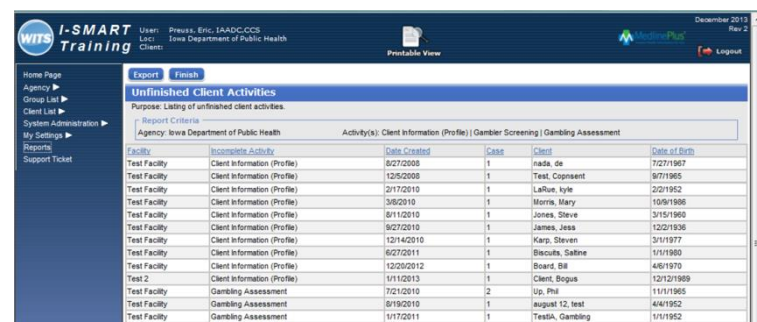 December 2013
Rev 2
WITS
I-SMART
Training
User: Preuss, Eric, IAADC,CCS
Loc: Iowa Department of Public Health
Client:
Printable View
MedlinePlus
Logout
Home Page
Agency
Group List
Client List
System Administration
My Settings
Reports
Support Ticket
Export Finish
Unfinished Client Activities
Purpose: Listing of unfinished client activities.
Report Criteria
Agency: Iowa Department of Public Health Activity(s): Client Information (Profile) | Gambler Screening | Gambling Assessment
Facility Incomplete Activity Date Created Case Client Date of Birth
Test Facility Client Information (Profile) 8/27/2008 1 nada, de 7/27/1967
Test Facility Client Information (Profile) 12/5/2008 1 Test, Copnsent 9/7/1965
Test Facility Client Information (Profile) 2/17/2010 1 LaRue, kyle 2/2/1952
Test Facility Client Information (Profile) 3/8/2010 1 Morris, Mary 10/9/1986
Test Facility Client Information (Profile) 8/11/2010 1 Jones, Steve 3/15/1960
Test Facility Client Information (Profile) 9/27/2010 1 James, Jess 12/2/1936
Test Facility Client Information (Profile) 12/14/2010 1 Karp, Steven 3/1/1977
Test Facility Client Information (Profile) 6/27/2011 1 Biscuits, Saltine 1/1/1980
Test Facility Client Information (Profile) 12/20/2012 1 Board, Bill 4/6/1970
Test 2 Client Information (Profile) 1/11/2013 1 Client, Bogus 12/12/1989
Test Facility Gambling Assessment 7/21/2010 2 Up, Phil 11/1/1965
Test Facility Gambling Assessment 8/19/2010 1 august 12, test 4/4/1952
Test Facility Gambling Assessment 1/17/2011 1 TestIA, Gambling 1/1/1952